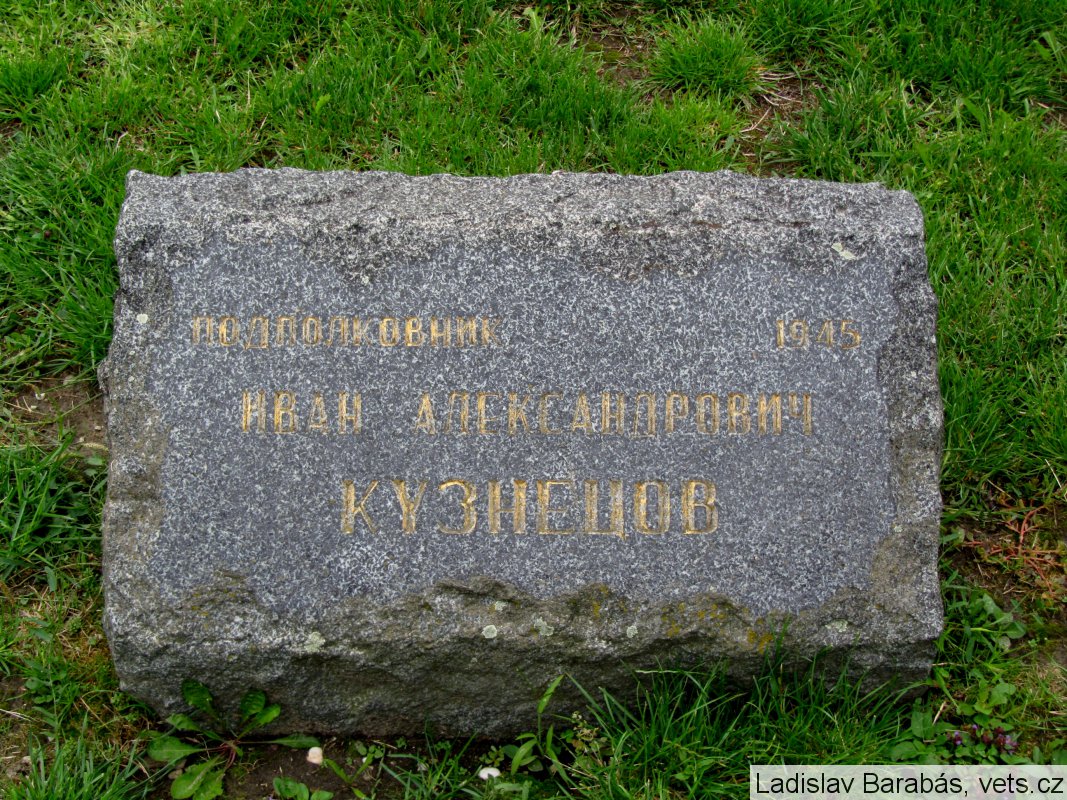 ПОДПОЛКОВНИК 1945
ИВАН АЛЕКСАНДРОВИЧ
КУЗНЕЦОВ
Ladislav Barabás, vets.cz